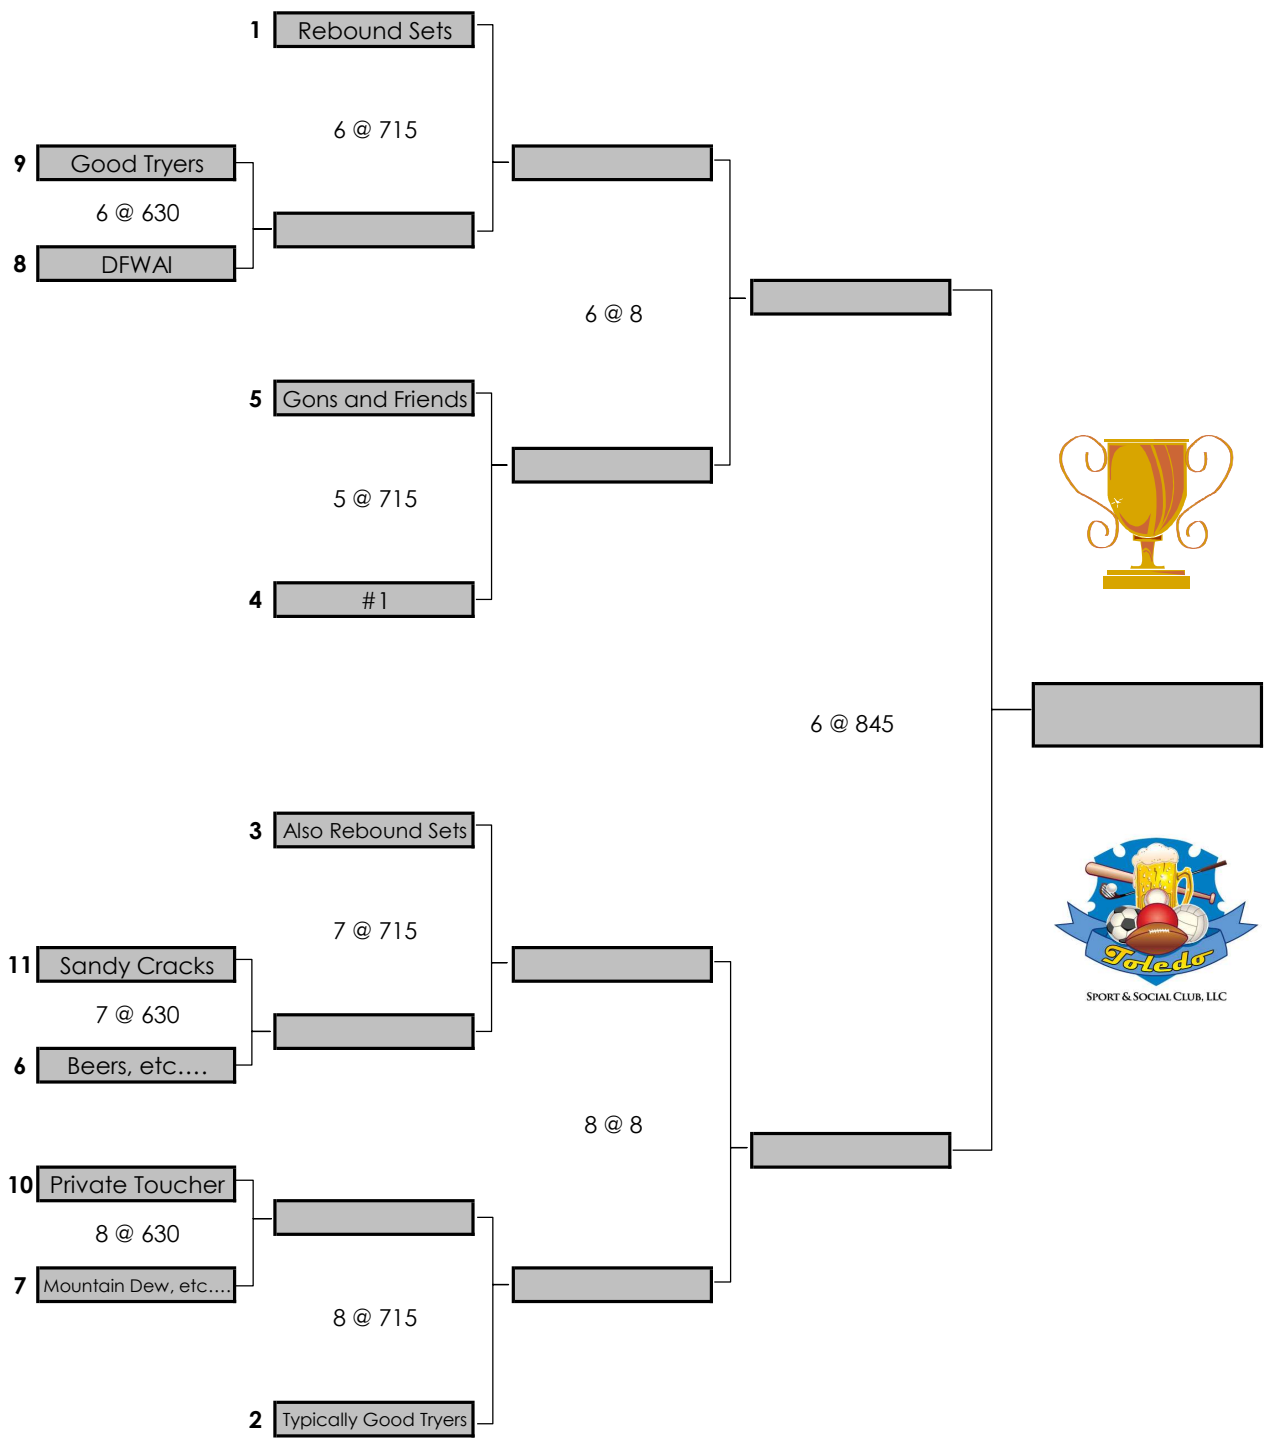 1 Rebound Sets
6 @ 715
9 Good Tryers
6 @ 630
8 DFWAI
6 @ 8
5 Gons and Friends
5 @ 715
4 #1
6 @ 845
3 Also Rebound Sets
7 @ 715
11 Sandy Cracks
7 @ 630
6 Beers, etc....
Toledo
SPORT & SOCIAL CLUB, LLC
8 @ 8
10 Private Toucher
8 @ 630
7 Mountain Dew, etc....
8 @ 715
2 Typically Good Tryers